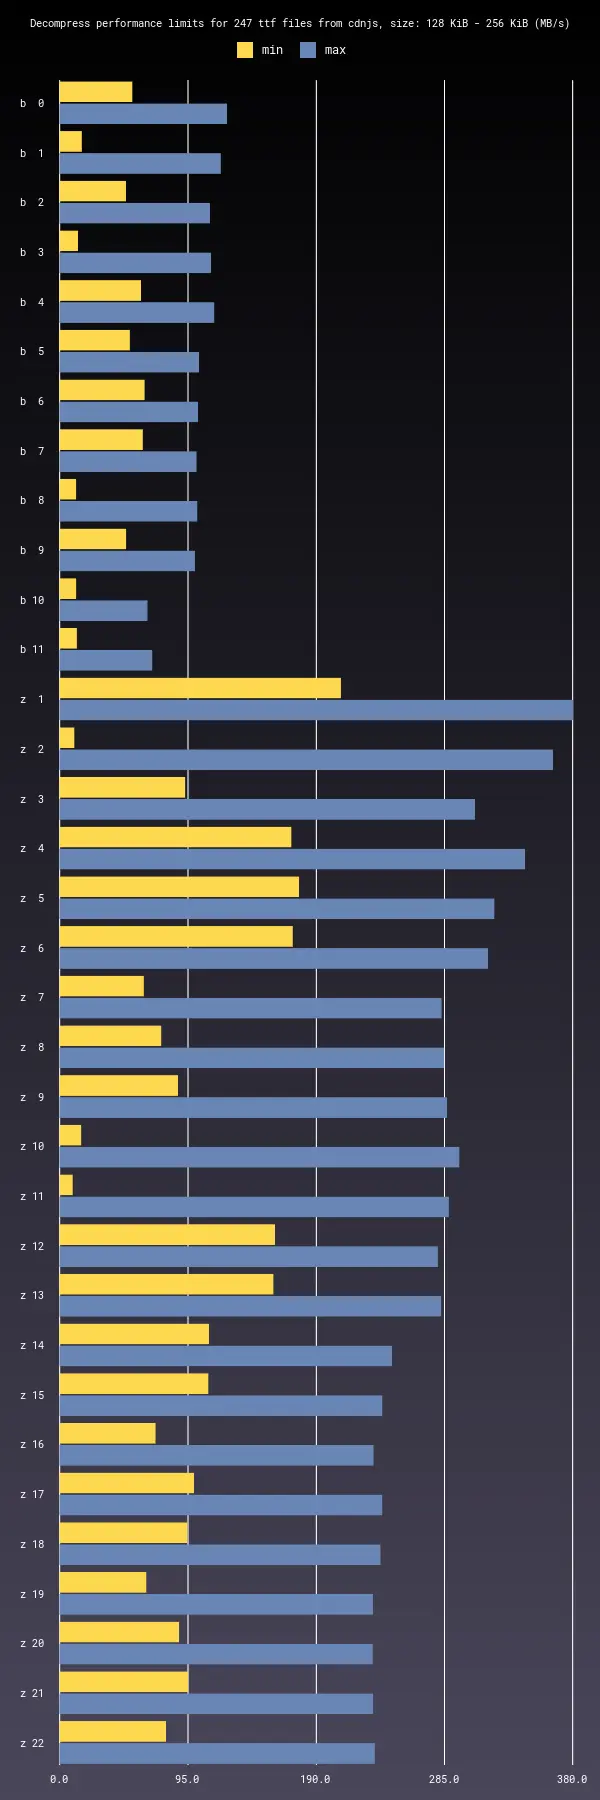 Decompress performance limits for 247 ttf files from cdnjs, size: 128 KiB - 256 KiB (MB/s)
min max
b 0
b 1
b 2
b 3
b 4
b 5
b 6
b 7
b 8
b 9
b 10
b 11
z 1
z 2
z 3
z 4
z 5
z 6
z 7
z 8
z 9
z 10
z 11
z 12
z 13
z 14
z 15
z 16
z 17
z 18
z 19
z 20
z 21
z 22
0.0 95.0 190.0 285.0 380.0